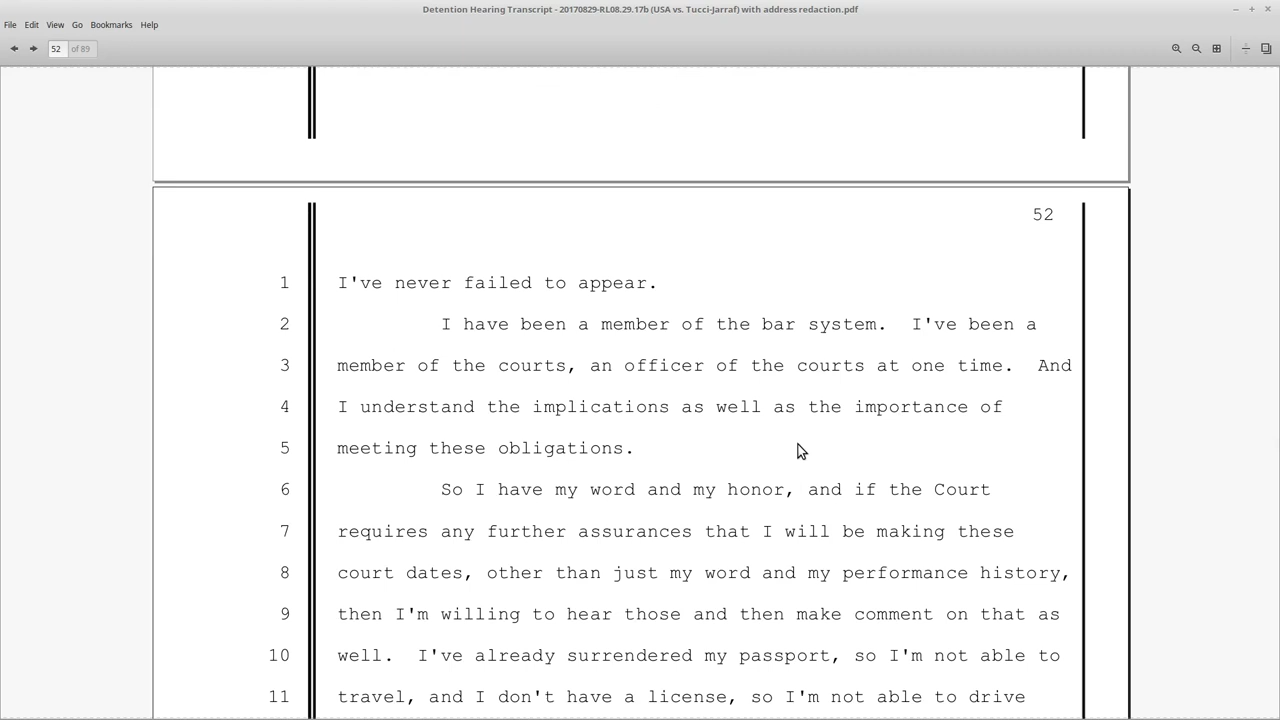 Detention Hearing Transcript - 20170829-RL08.29.17b (USA vs. Tucci-Jarraf) with address redaction.pdf
File Edit View Go Bookmarks Help
52 of 89
52
1 I've never failed to appear.
2 I have been a member of the bar system. I've been a
3 member of the courts, an officer of the courts at one time. And
4 I understand the implications as well as the importance of
5 meeting these obligations.
6 So I have my word and my honor, and if the Court
7 requires any further assurances that I will be making these
8 court dates, other than just my word and my performance history,
9 then I'm willing to hear those and then make comment on that as
10 well. I've already surrendered my passport, so I'm not able to
11 travel, and I don't have a license, so I'm not able to drive